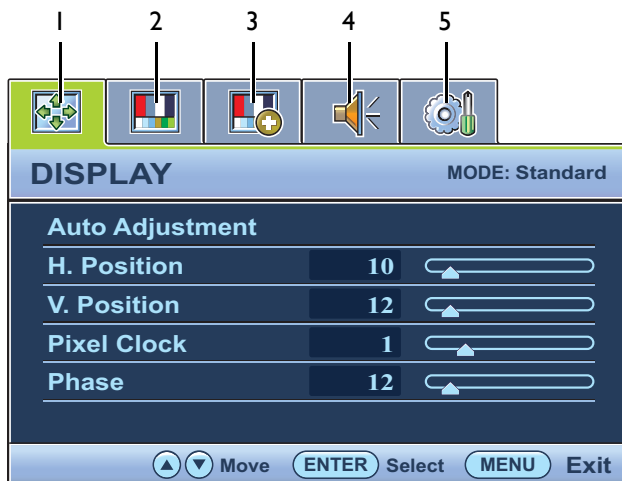 1 2 3 4 5
DISPLAY MODE: Standard
Auto Adjustment
H. Position 10
V. Position 12
Pixel Clock 1
Phase 12
Move ENTER Select MENU Exit